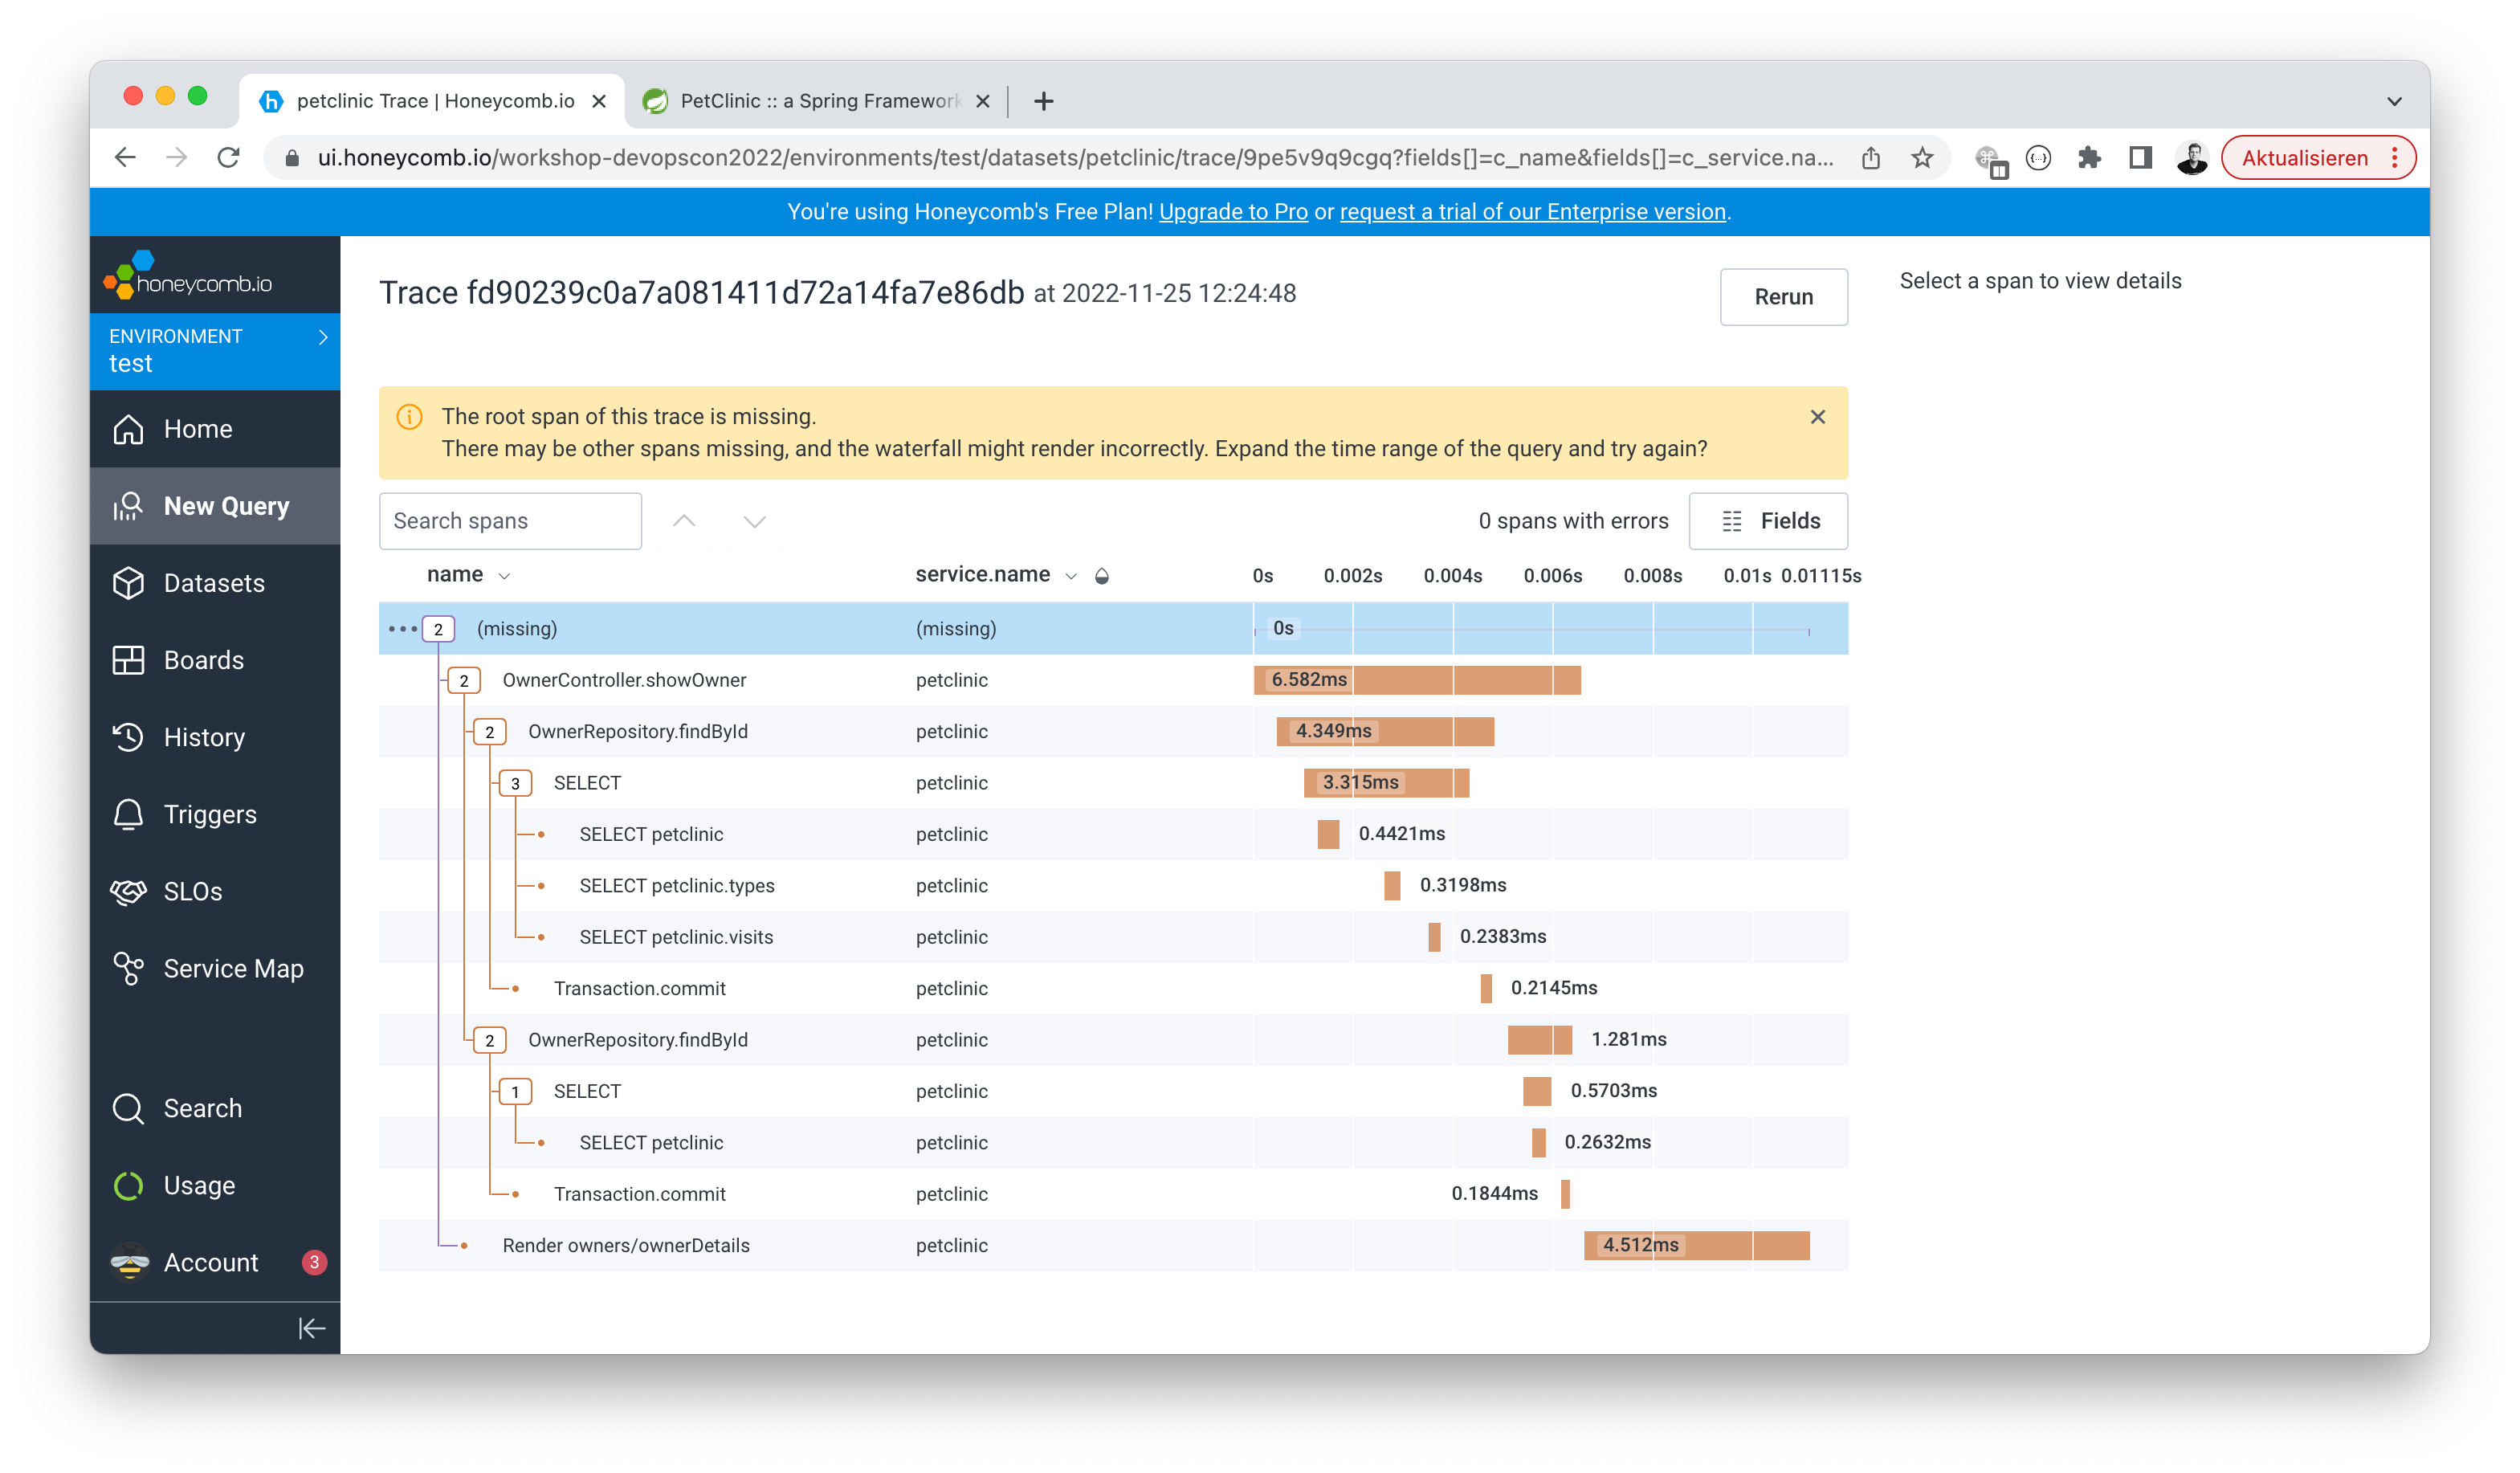 petclinic Trace | Honeycomb.io
PetClinic :: a Spring Framework
ui.honeycomb.io/workshop-devopscon2022/environments/test/datasets/petclinic/trace/9pe5v9q9cgq?fields[]=c_name&fields[]=c_service.na...
Aktualisieren
You're using Honeycomb's Free Plan! Upgrade to Pro or request a trial of our Enterprise version.
honeycomb.io
ENVIRONMENT
test
Home
New Query
Datasets
Boards
History
Triggers
SLOs
Service Map
Search
Usage
Account 3
Trace fd90239c0a7a081411d72a14fa7e86db at 2022-11-25 12:24:48
Rerun
Select a span to view details
The root span of this trace is missing.
There may be other spans missing, and the waterfall might render incorrectly. Expand the time range of the query and try again?
Search spans
0 spans with errors
Fields
name service.name 0s 0.002s 0.004s 0.006s 0.008s 0.01s 0.01115s
2 (missing) (missing) 0s
2 OwnerController.showOwner petclinic 6.582ms
2 OwnerRepository.findById petclinic 4.349ms
3 SELECT petclinic 3.315ms
SELECT petclinic petclinic 0.4421ms
SELECT petclinic.types petclinic 0.3198ms
SELECT petclinic.visits petclinic 0.2383ms
Transaction.commit petclinic 0.2145ms
2 OwnerRepository.findById petclinic 1.281ms
1 SELECT petclinic 0.5703ms
SELECT petclinic petclinic 0.2632ms
Transaction.commit petclinic 0.1844ms
Render owners/ownerDetails petclinic 4.512ms